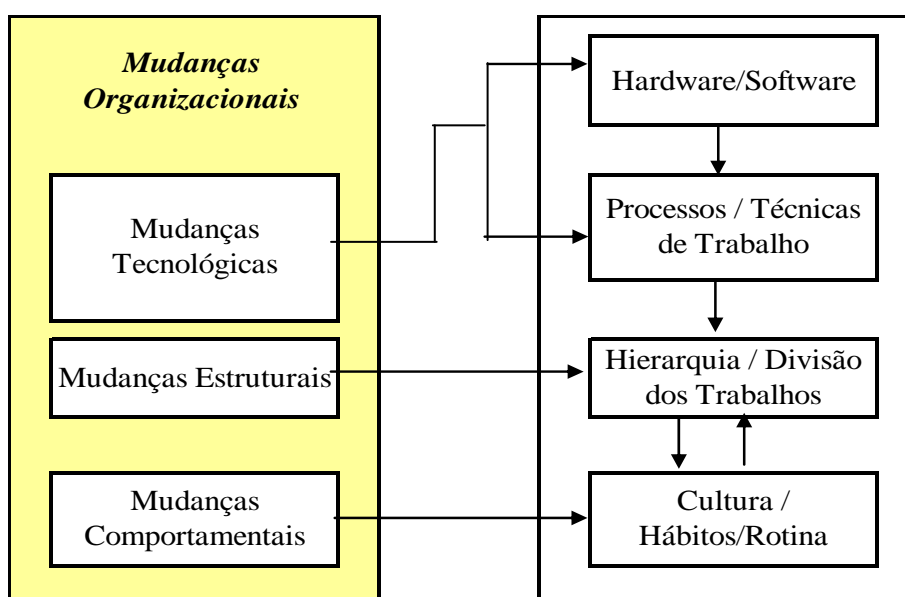 Mudanças
Organizacionais
Mudanças
Tecnológicas
Mudanças Estruturais
Mudanças
Comportamentais
Hardware/Software
Processos / Técnicas
de Trabalho
Hierarquia / Divisão
dos Trabalhos
Cultura /
Hábitos/Rotina